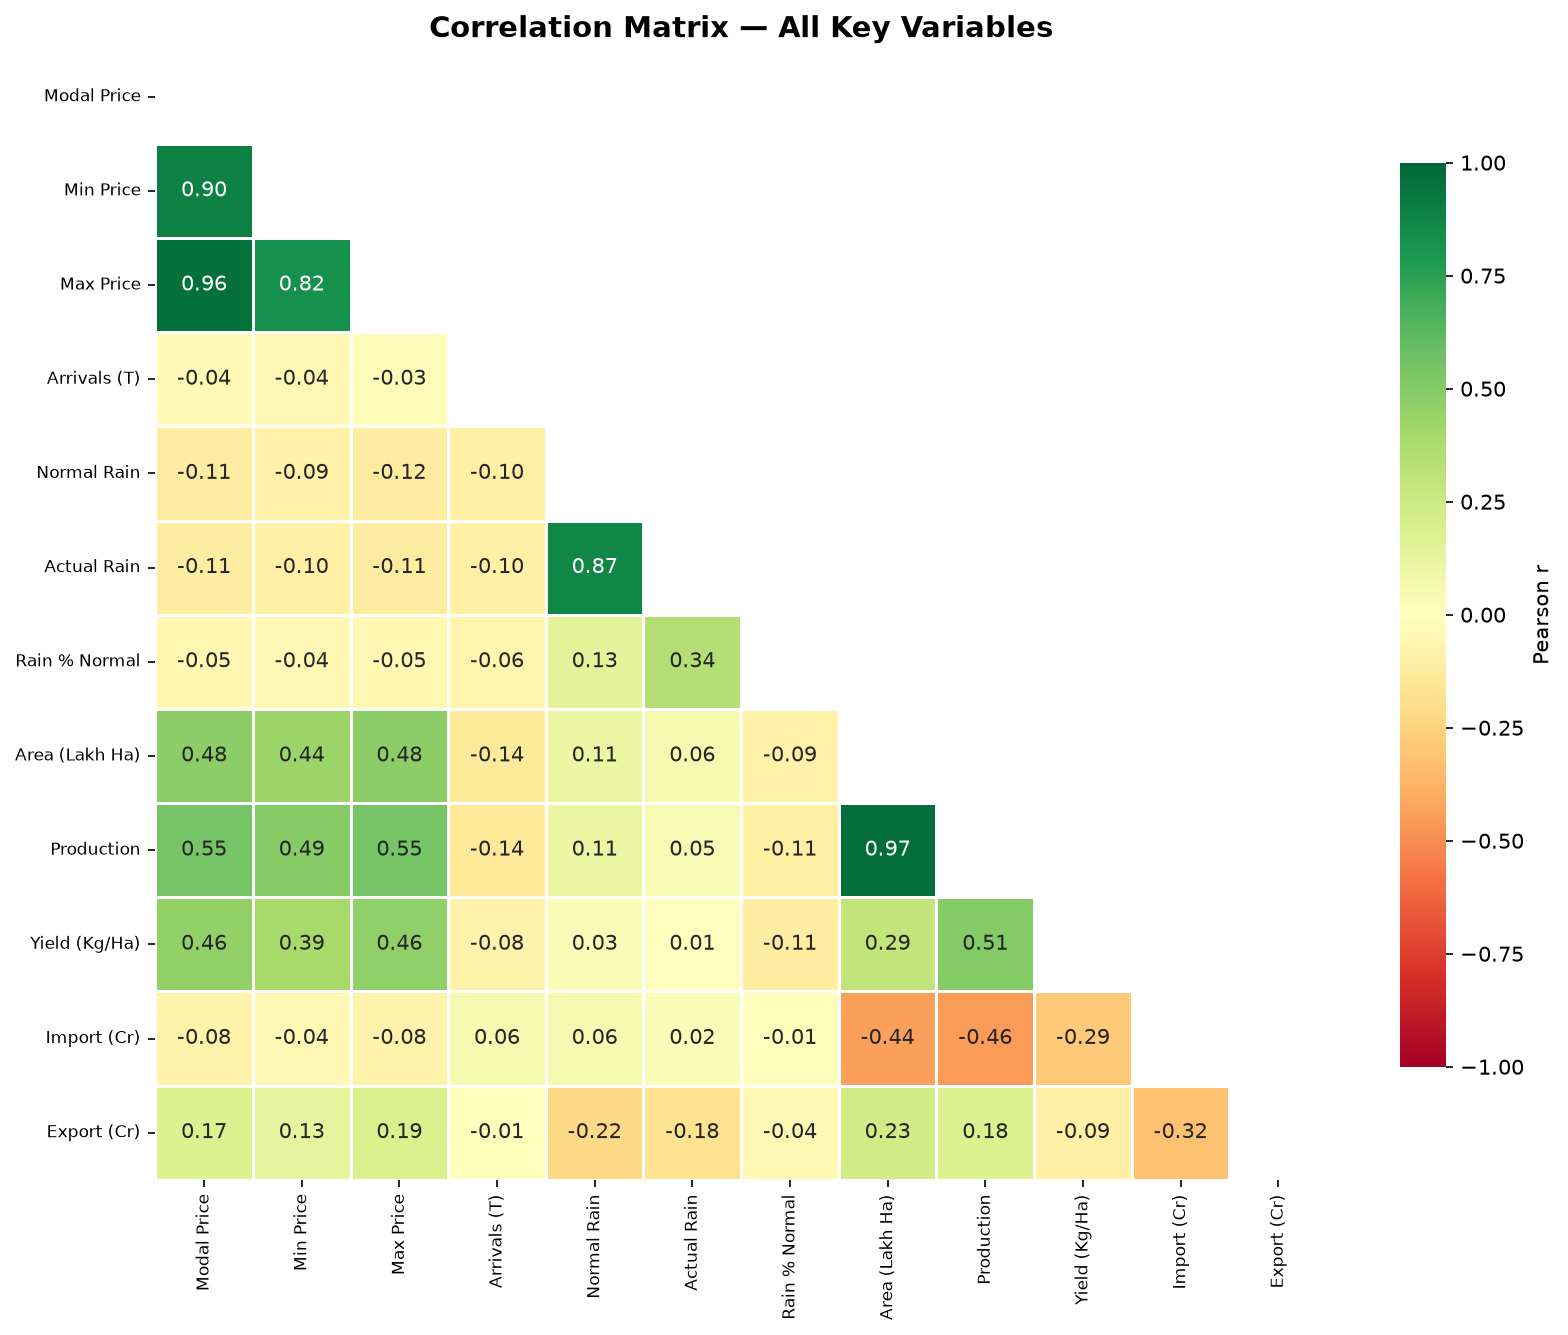 Correlation Matrix — All Key Variables
Modal Price
Min Price 0.90
Max Price 0.96 0.82
Arrivals (T) -0.04 -0.04 -0.03
Normal Rain -0.11 -0.09 -0.12 -0.10
Actual Rain -0.11 -0.10 -0.11 -0.10 0.87
Rain % Normal -0.05 -0.04 -0.05 -0.06 0.13 0.34
Area (Lakh Ha) 0.48 0.44 0.48 -0.14 0.11 0.06 -0.09
Production 0.55 0.49 0.55 -0.14 0.11 0.05 -0.11 0.97
Yield (Kg/Ha) 0.46 0.39 0.46 -0.08 0.03 0.01 -0.11 0.29 0.51
Import (Cr) -0.08 -0.04 -0.08 0.06 0.06 0.02 -0.01 -0.44 -0.46 -0.29
Export (Cr) 0.17 0.13 0.19 -0.01 -0.22 -0.18 -0.04 0.23 0.18 -0.09 -0.32
Modal Price
Min Price
Max Price
Arrivals (T)
Normal Rain
Actual Rain
Rain % Normal
Area (Lakh Ha)
Production
Yield (Kg/Ha)
Import (Cr)
Export (Cr)
1.00
0.75
0.50
0.25
0.00
−0.25
−0.50
−0.75
−1.00
Pearson r